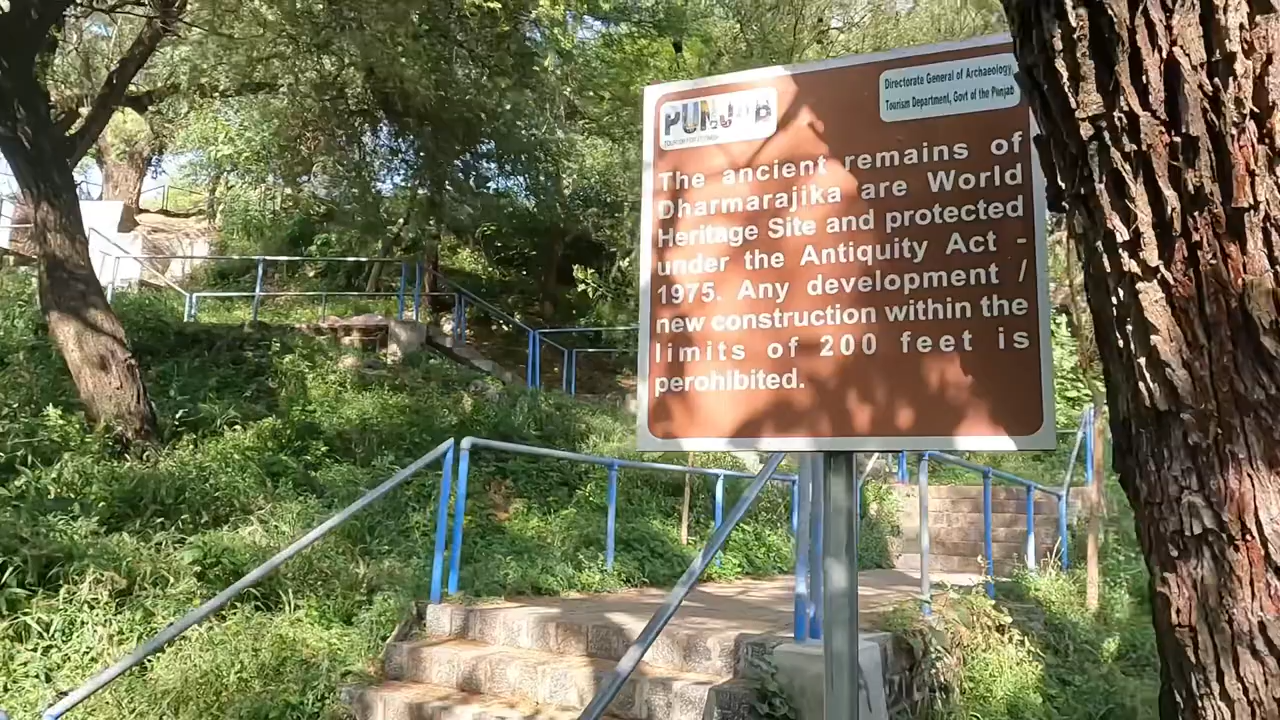 PUNJAB
Directorate General of Archaeology,
Tourism Department, Govt of the Punjab
The ancient remains of
Dharmarajika are World
Heritage Site and protected
under the Antiquity Act -
1975. Any development /
new construction within the
limits of 200 feet is
perohibited.